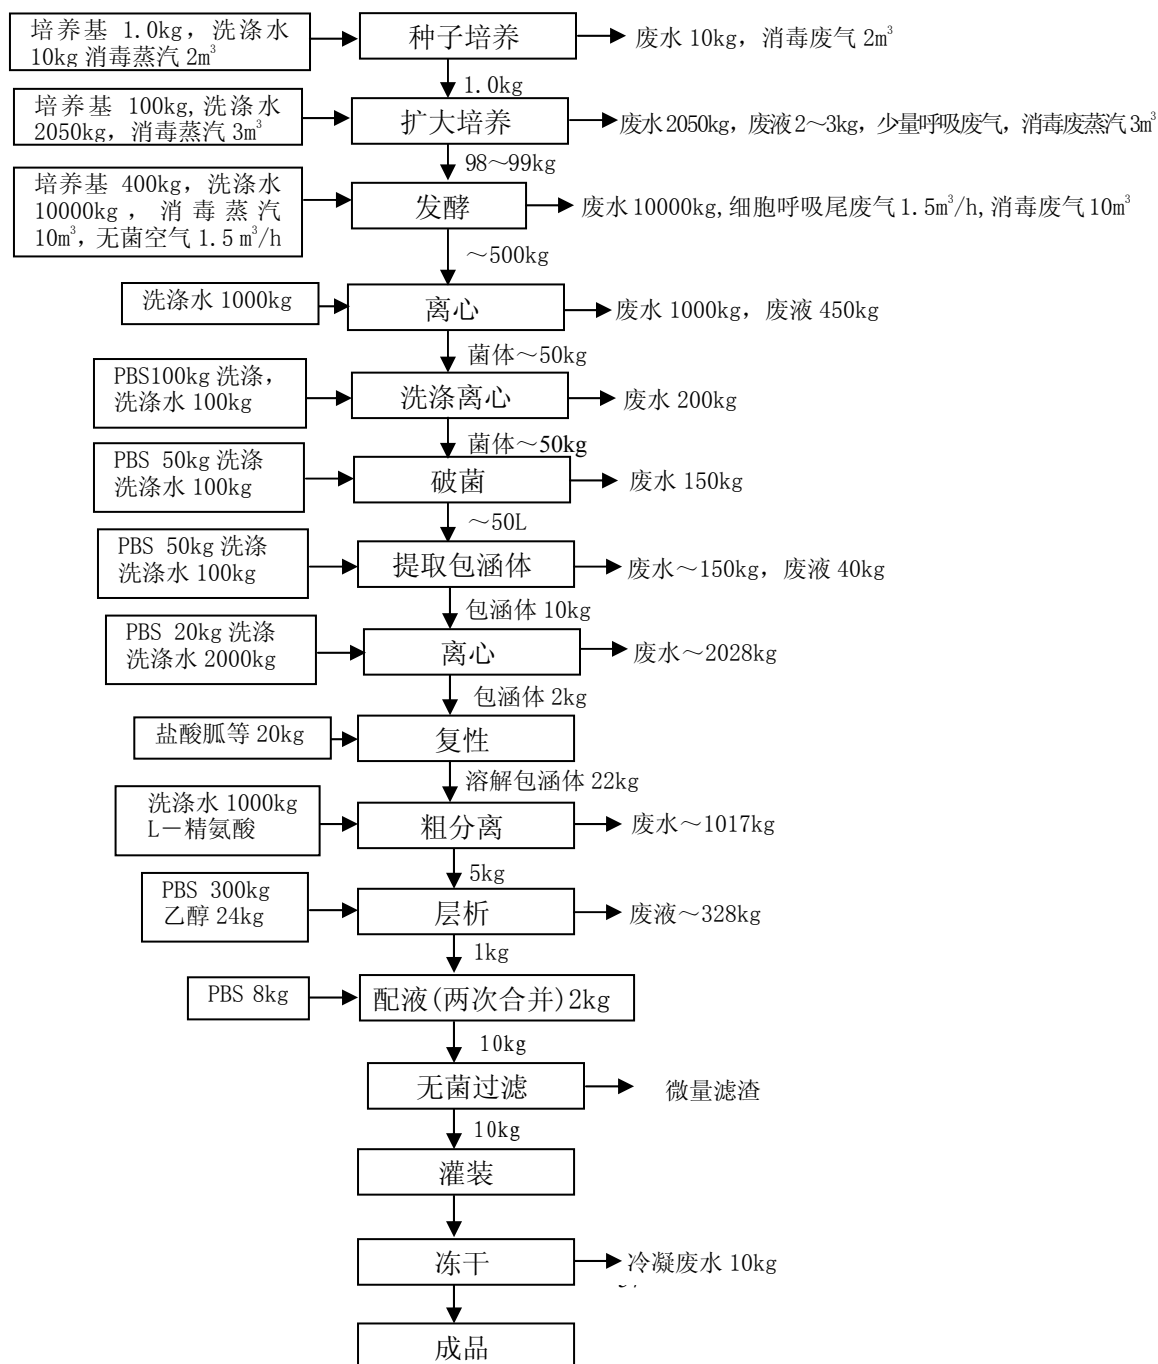 培养基 1.0kg，洗涤水
10kg 消毒蒸汽 2m³
种子培养
废水 10kg，消毒废气 2m³
1.0kg
培养基 100kg,洗涤水
2050kg，消毒蒸汽 3m³
扩大培养
废水 2050kg，废液 2～3kg，少量呼吸废气，消毒废蒸汽 3m³
98～99kg
培养基 400kg，洗涤水
10000kg，消毒蒸汽
10m³，无菌空气 1.5 m³/h
发酵
废水 10000kg,细胞呼吸尾废气 1.5m³/h,消毒废气 10m³
～500kg
洗涤水 1000kg
离心
废水 1000kg，废液 450kg
菌体～50kg
PBS100kg 洗涤，
洗涤水 100kg
洗涤离心
废水 200kg
菌体～50kg
PBS 50kg 洗涤
洗涤水 100kg
破菌
废水 150kg
～50L
PBS 50kg 洗涤
洗涤水 100kg
提取包涵体
废水～150kg，废液 40kg
包涵体 10kg
PBS 20kg 洗涤
洗涤水 2000kg
离心
废水～2028kg
包涵体 2kg
盐酸胍等 20kg
复性
溶解包涵体 22kg
洗涤水 1000kg
L－精氨酸
粗分离
废水～1017kg
5kg
PBS 300kg
乙醇 24kg
层析
废液～328kg
1kg
PBS 8kg
配液(两次合并)2kg
10kg
无菌过滤
微量滤渣
10kg
灌装
冻干
冷凝废水 10kg
成品